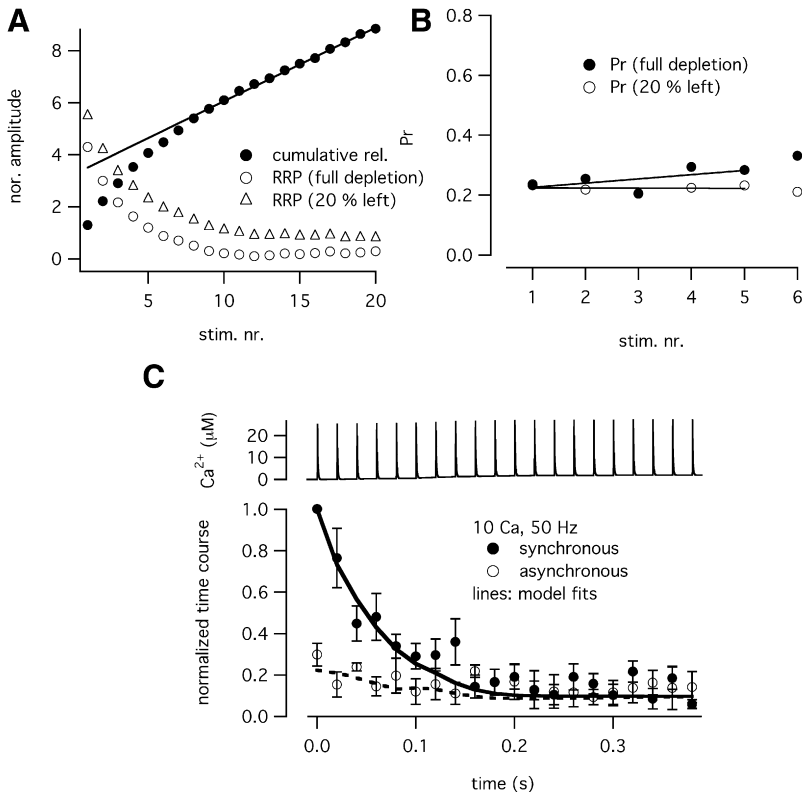 A
nor. amplitude
8
6
4
2
0
cumulative rel.
RRP (full depletion)
RRP (20 % left)
5
10
15
20
stim. nr.
B
Pr
0.8
0.6
0.4
0.2
0.0
Pr (full depletion)
Pr (20 % left)
1
2
3
4
5
6
stim. nr.
C
Ca²⁺ (µM)
20
10
0
normalized time course
1.0
0.8
0.6
0.4
0.2
0.0
10 Ca, 50 Hz
synchronous
asynchronous
lines: model fits
0.0
0.1
0.2
0.3
time (s)